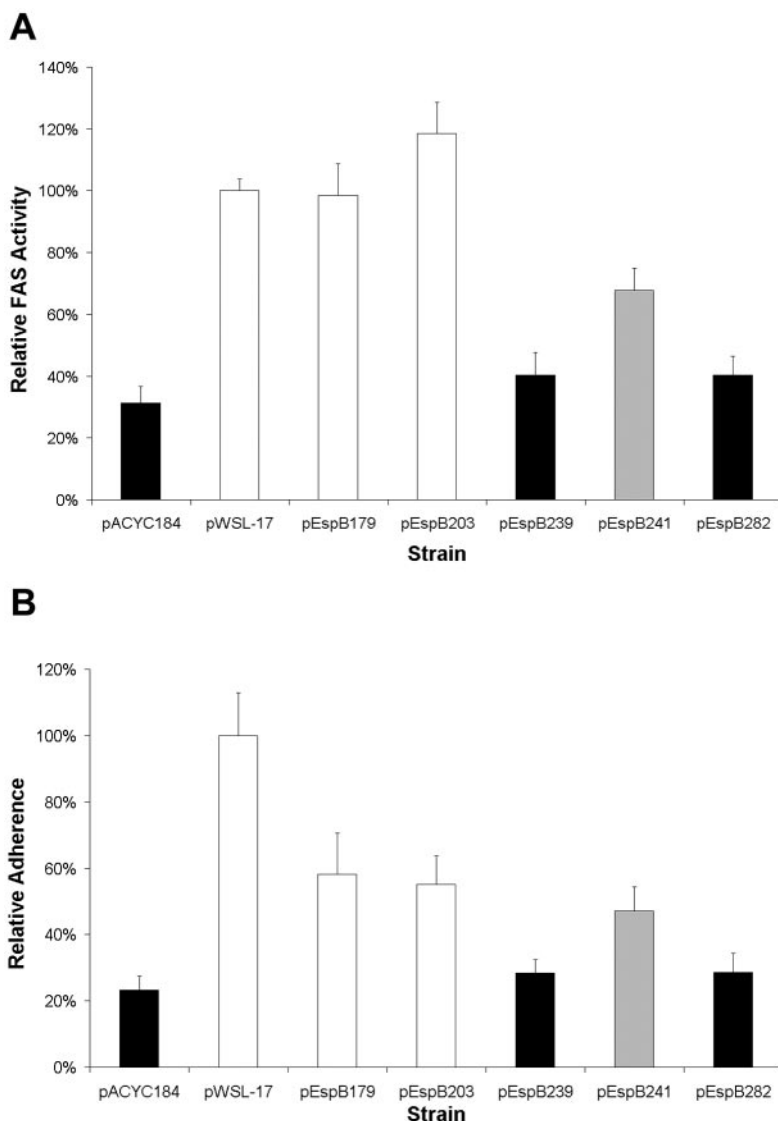 A
140%
120%
100%
80%
60%
40%
20%
0%
Relative FAS Activity
pACYC184 pWSL-17 pEspB179 pEspB203 pEspB239 pEspB241 pEspB282
Strain
B
120%
100%
80%
60%
40%
20%
0%
Relative Adherence
pACYC184 pWSL-17 pEspB179 pEspB203 pEspB239 pEspB241 pEspB282
Strain